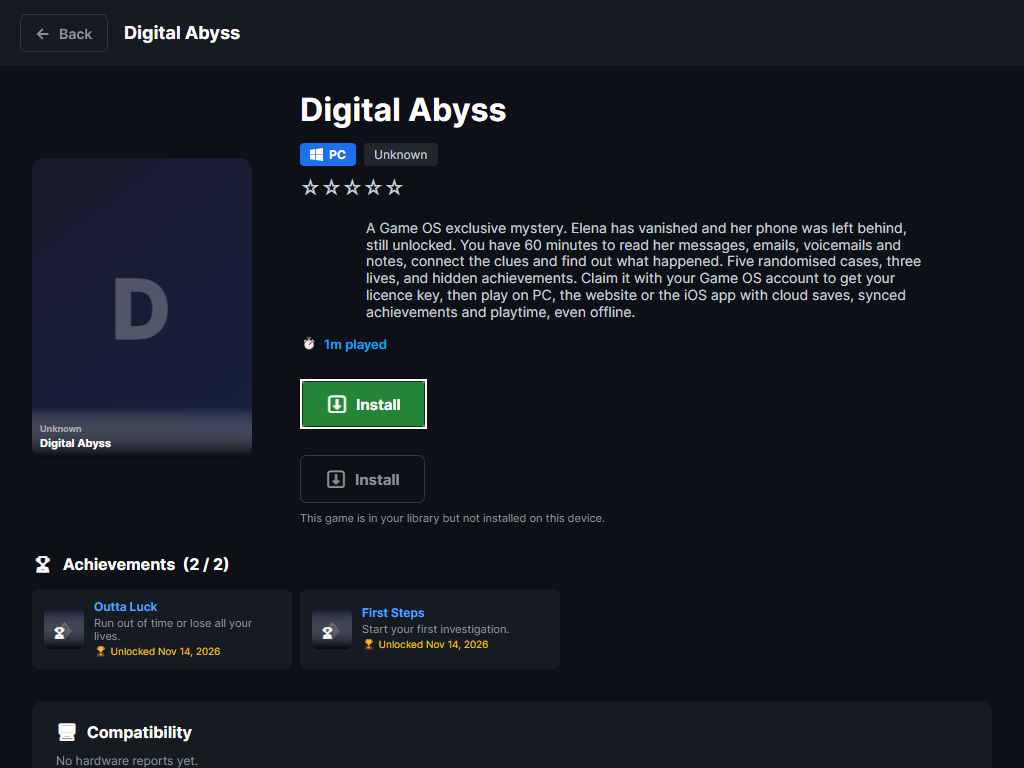 Back
Digital Abyss
Digital Abyss
PC
Unknown
A Game OS exclusive mystery. Elena has vanished and her phone was left behind,
still unlocked. You have 60 minutes to read her messages, emails, voicemails and
notes, connect the clues and find out what happened. Five randomised cases, three
lives, and hidden achievements. Claim it with your Game OS account to get your
licence key, then play on PC, the website or the iOS app with cloud saves, synced
achievements and playtime, even offline.
1m played
D
Unknown
Digital Abyss
Install
Install
This game is in your library but not installed on this device.
Achievements (2 / 2)
Outta Luck
Run out of time or lose all your
lives.
Unlocked Nov 14, 2026
First Steps
Start your first investigation.
Unlocked Nov 14, 2026
Compatibility
No hardware reports yet.